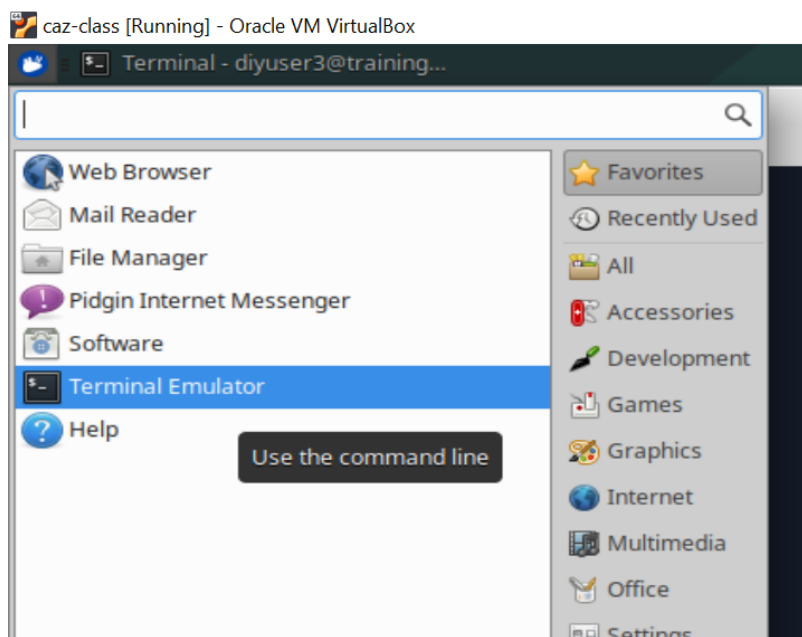 caz-class [Running] - Oracle VM VirtualBox
Terminal - diyuser3@training...
Web Browser
Mail Reader
File Manager
Pidgin Internet Messenger
Software
Terminal Emulator
Help
Use the command line
Favorites
Recently Used
All
Accessories
Development
Games
Graphics
Internet
Multimedia
Office
Settings